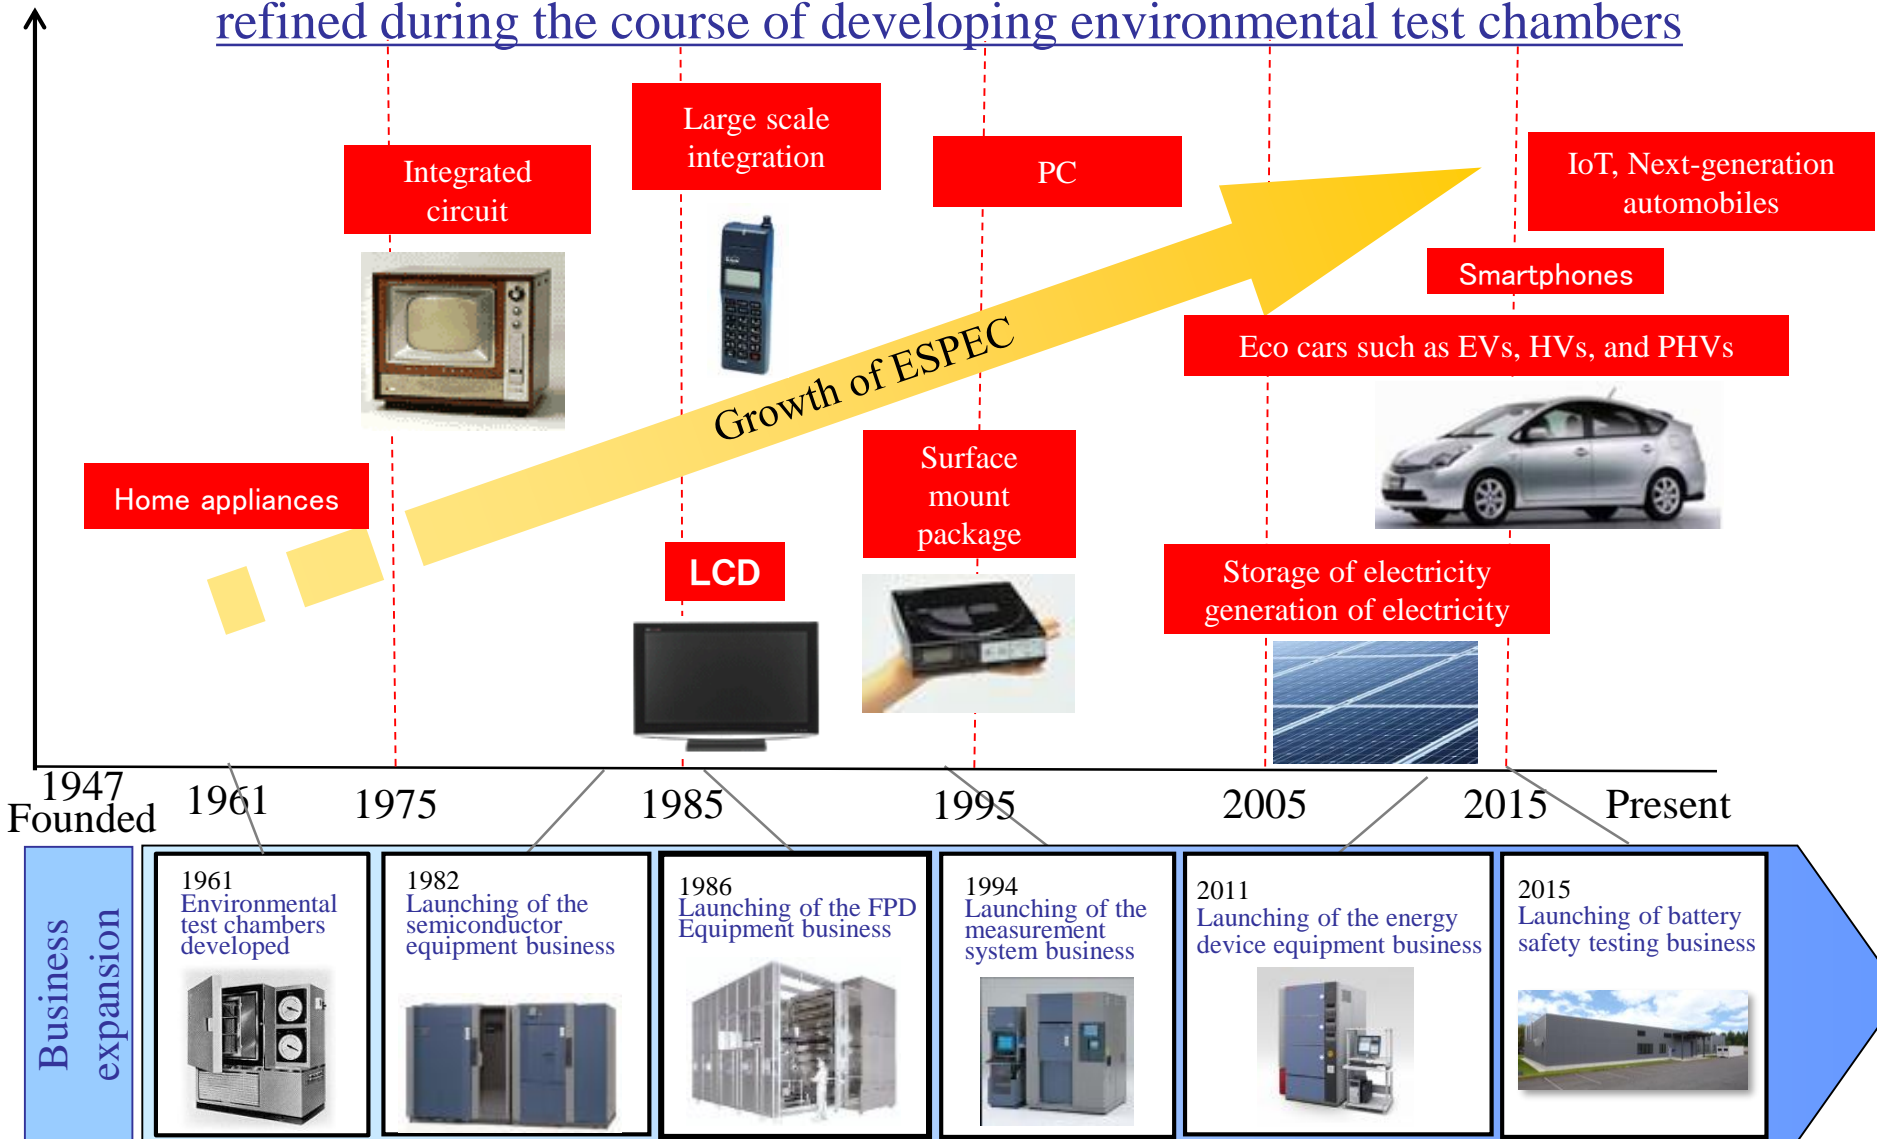 refined during the course of developing environmental test chambers
Large scale
integration
Integrated
circuit
PC
IoT, Next-generation
automobiles
Smartphones
Eco cars such as EVs, HVs, and PHVs
Growth of ESPEC
Home appliances
Surface
mount
package
LCD
Storage of electricity
generation of electricity
1947
Founded
1961
1975
1985
1995
2005
2015
Present
Business
expansion
1961
Environmental
test chambers
developed
1982
Launching of the
semiconductor
equipment business
1986
Launching of the FPD
Equipment business
1994
Launching of the
measurement
system business
2011
Launching of the energy
device equipment business
2015
Launching of battery
safety testing business